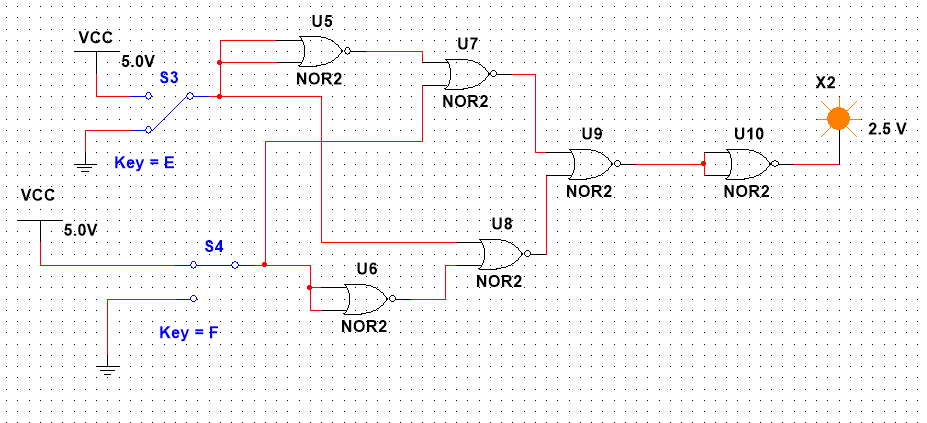 U5
VCC
5.0V
U7
S3
NOR2
X2
NOR2
2.5 V
U9
U10
Key = E
NOR2
NOR2
VCC
5.0V
U8
S4
U6
NOR2
NOR2
Key = F